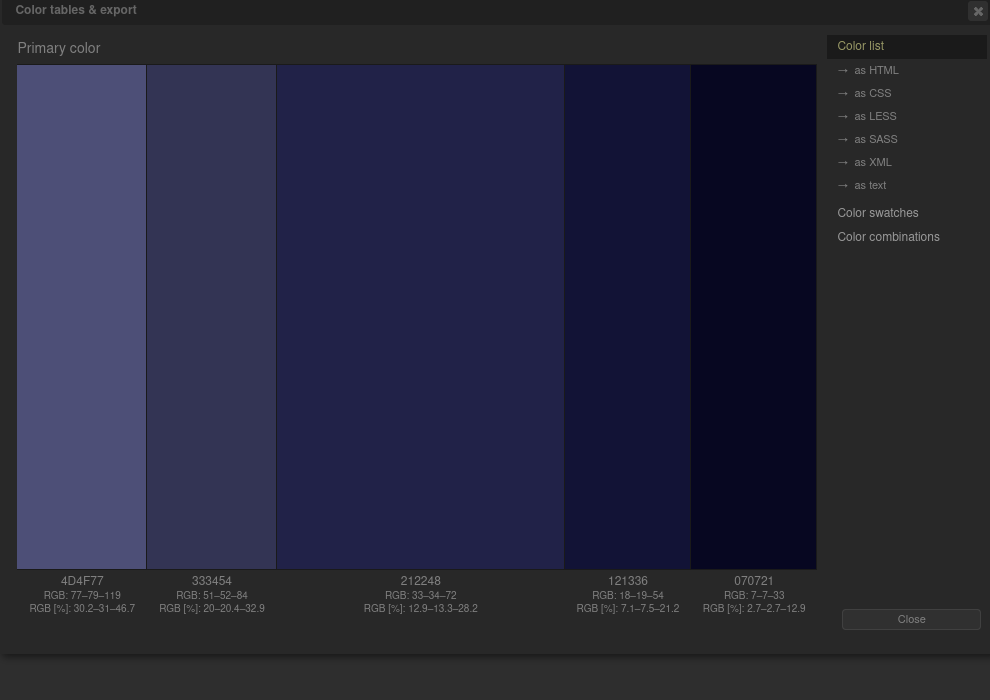 Color tables & export
Primary color
4D4F77
RGB: 77–79–119
RGB [%]: 30.2–31–46.7
333454
RGB: 51–52–84
RGB [%]: 20–20.4–32.9
212248
RGB: 33–34–72
RGB [%]: 12.9–13.3–28.2
121336
RGB: 18–19–54
RGB [%]: 7.1–7.5–21.2
070721
RGB: 7–7–33
RGB [%]: 2.7–2.7–12.9
Color list
→ as HTML
→ as CSS
→ as LESS
→ as SASS
→ as XML
→ as text
Color swatches
Color combinations
Close